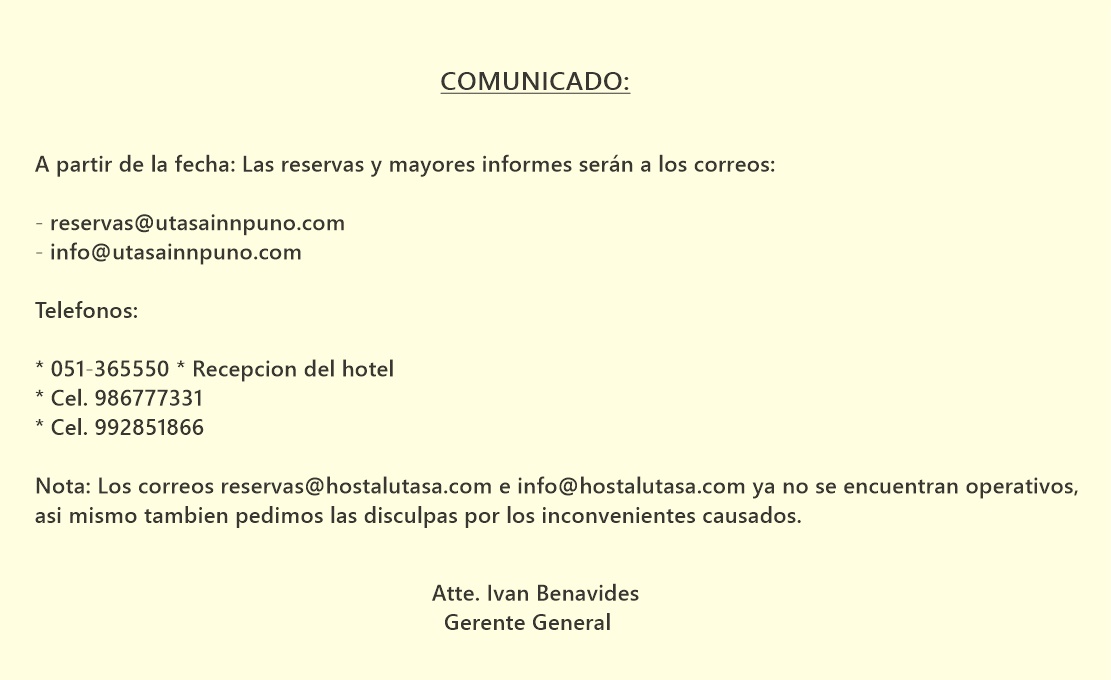 COMUNICADO:
A partir de la fecha: Las reservas y mayores informes serán a los correos:
- reservas@utasainnpuno.com
- info@utasainnpuno.com
Telefonos:
* 051-365550 * Recepcion del hotel
* Cel. 986777331
* Cel. 992851866
Nota: Los correos reservas@hostalutasa.com e info@hostalutasa.com ya no se encuentran operativos,
asi mismo tambien pedimos las disculpas por los inconvenientes causados.
Atte. Ivan Benavides
Gerente General